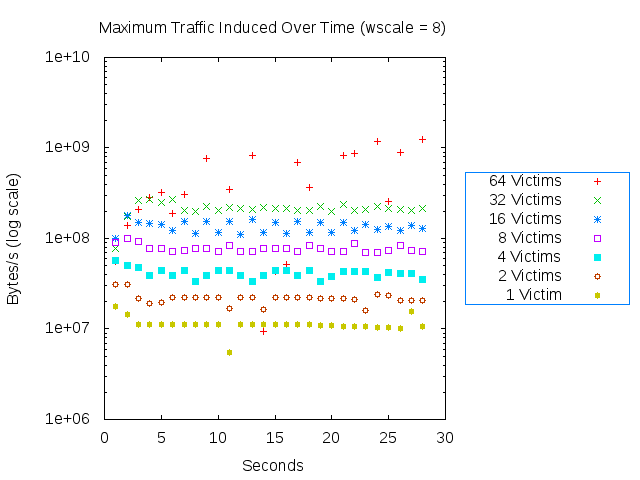 Maximum Traffic Induced Over Time (wscale = 8)
1e+10
1e+09
1e+08
1e+07
1e+06
Bytes/s (log scale)
0 5 10 15 20 25 30
Seconds
64 Victims
32 Victims
16 Victims
8 Victims
4 Victims
2 Victims
1 Victim